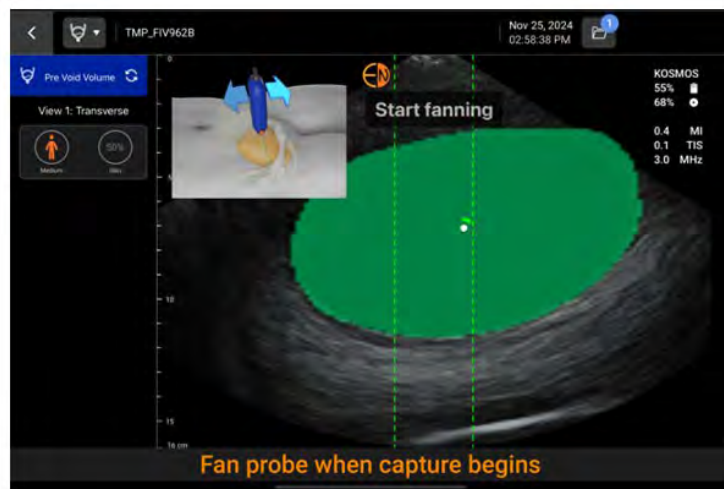 TMP_FIV962B
Nov 25, 2024
02:58:38 PM
1
Pre Void Volume
View 1: Transverse
Medium
50%
0
Start fanning
KOSMOS
55%
68%
0.4 MI
0.1 TIS
3.0 MHz
10
15
16 cm
Fan probe when capture begins